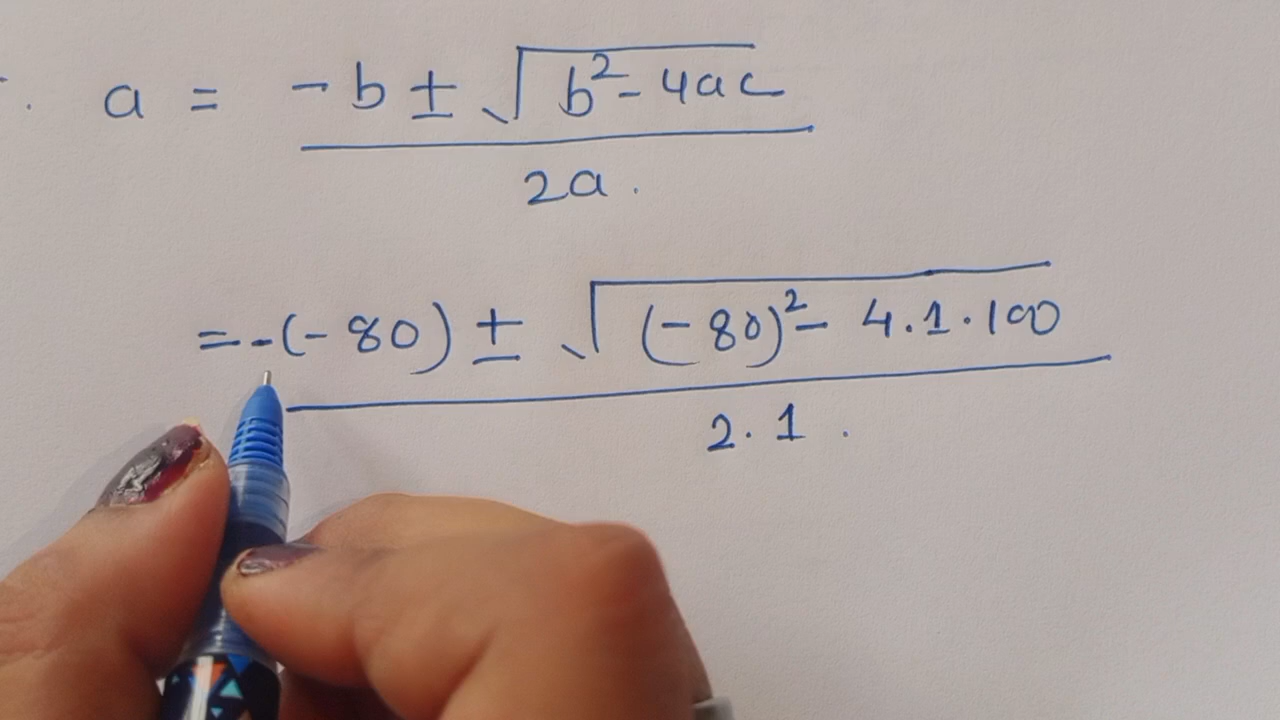 . a = -b ± √b²-4ac
2a.
= -(-80) ± √(-80)²- 4.1.100
2.1.